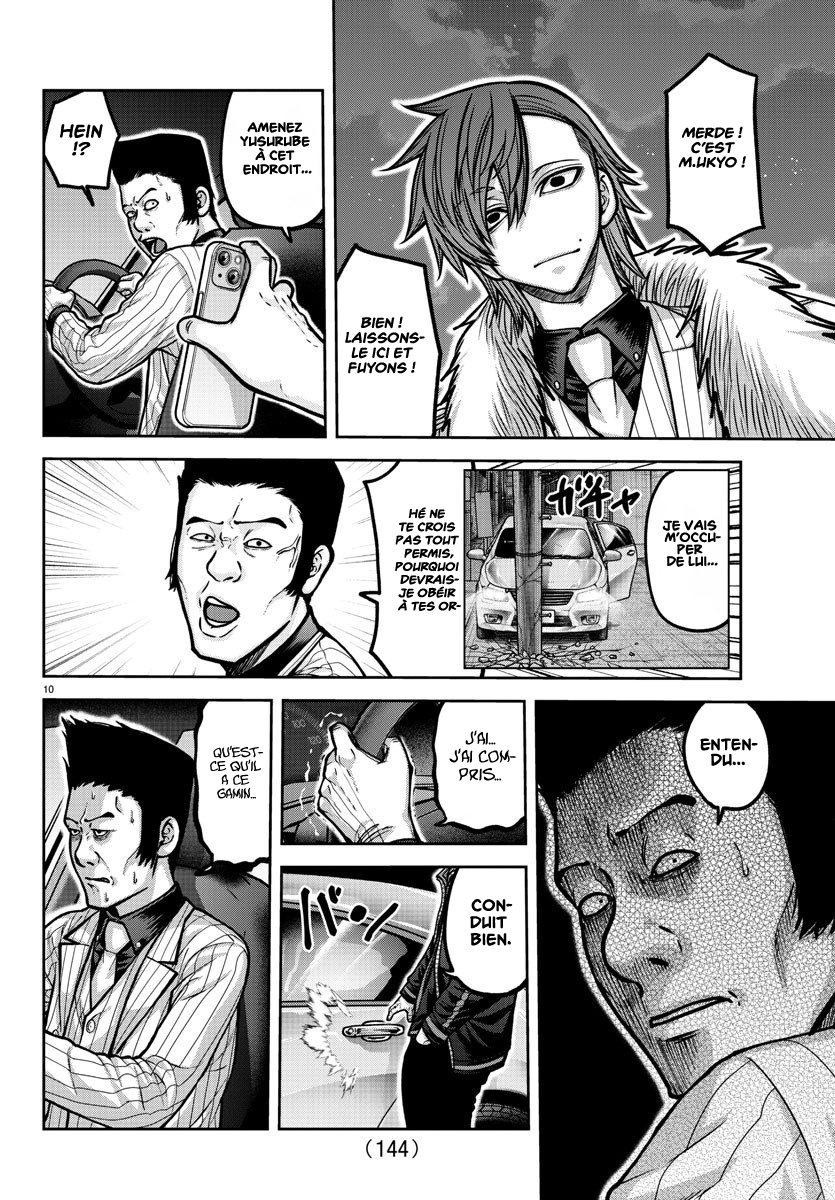 MERDE !
C'EST
M.UKYO !
BIEN !
LAISSONS-
LE ICI ET
FUYONS !
AMENEZ
YUSURUBE
À CET
ENDROIT...
HEIN
!?
JE VAIS
M'OCCU-
PER
DE LUI...
ガチャ
HÉ NE
TE CROIS
PAS TOUT
PERMIS,
POURQUOI
DEVRAIS-
JE OBÉIR
À TES OR-
10
ENTEN-
DU...
J'AI...
J'AI COM-
PRIS...
CON-
DUIT
BIEN.
バン
QU'EST-
CE QU'IL
A CE
GAMIN...
(144)